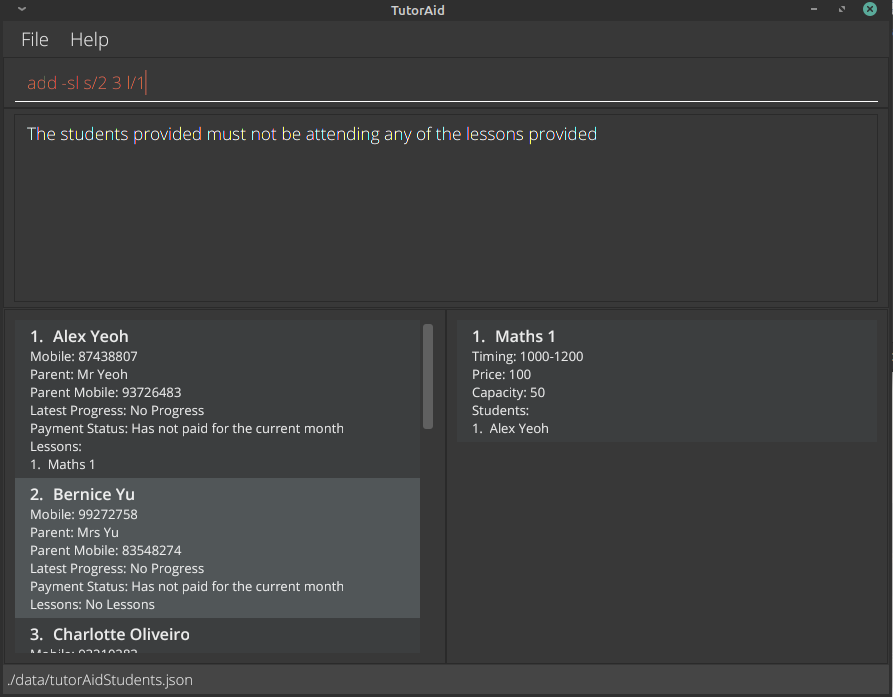 TutorAid
File Help
add -sl s/2 3 l/1
The students provided must not be attending any of the lessons provided
1. Alex Yeoh
Mobile: 87438807
Parent: Mr Yeoh
Parent Mobile: 93726483
Latest Progress: No Progress
Payment Status: Has not paid for the current month
Lessons:
1. Maths 1
2. Bernice Yu
Mobile: 99272758
Parent: Mrs Yu
Parent Mobile: 83548274
Latest Progress: No Progress
Payment Status: Has not paid for the current month
Lessons: No Lessons
3. Charlotte Oliveiro
Mobile: 93210283
1. Maths 1
Timing: 1000-1200
Price: 100
Capacity: 50
Students:
1. Alex Yeoh
./data/tutorAidStudents.json